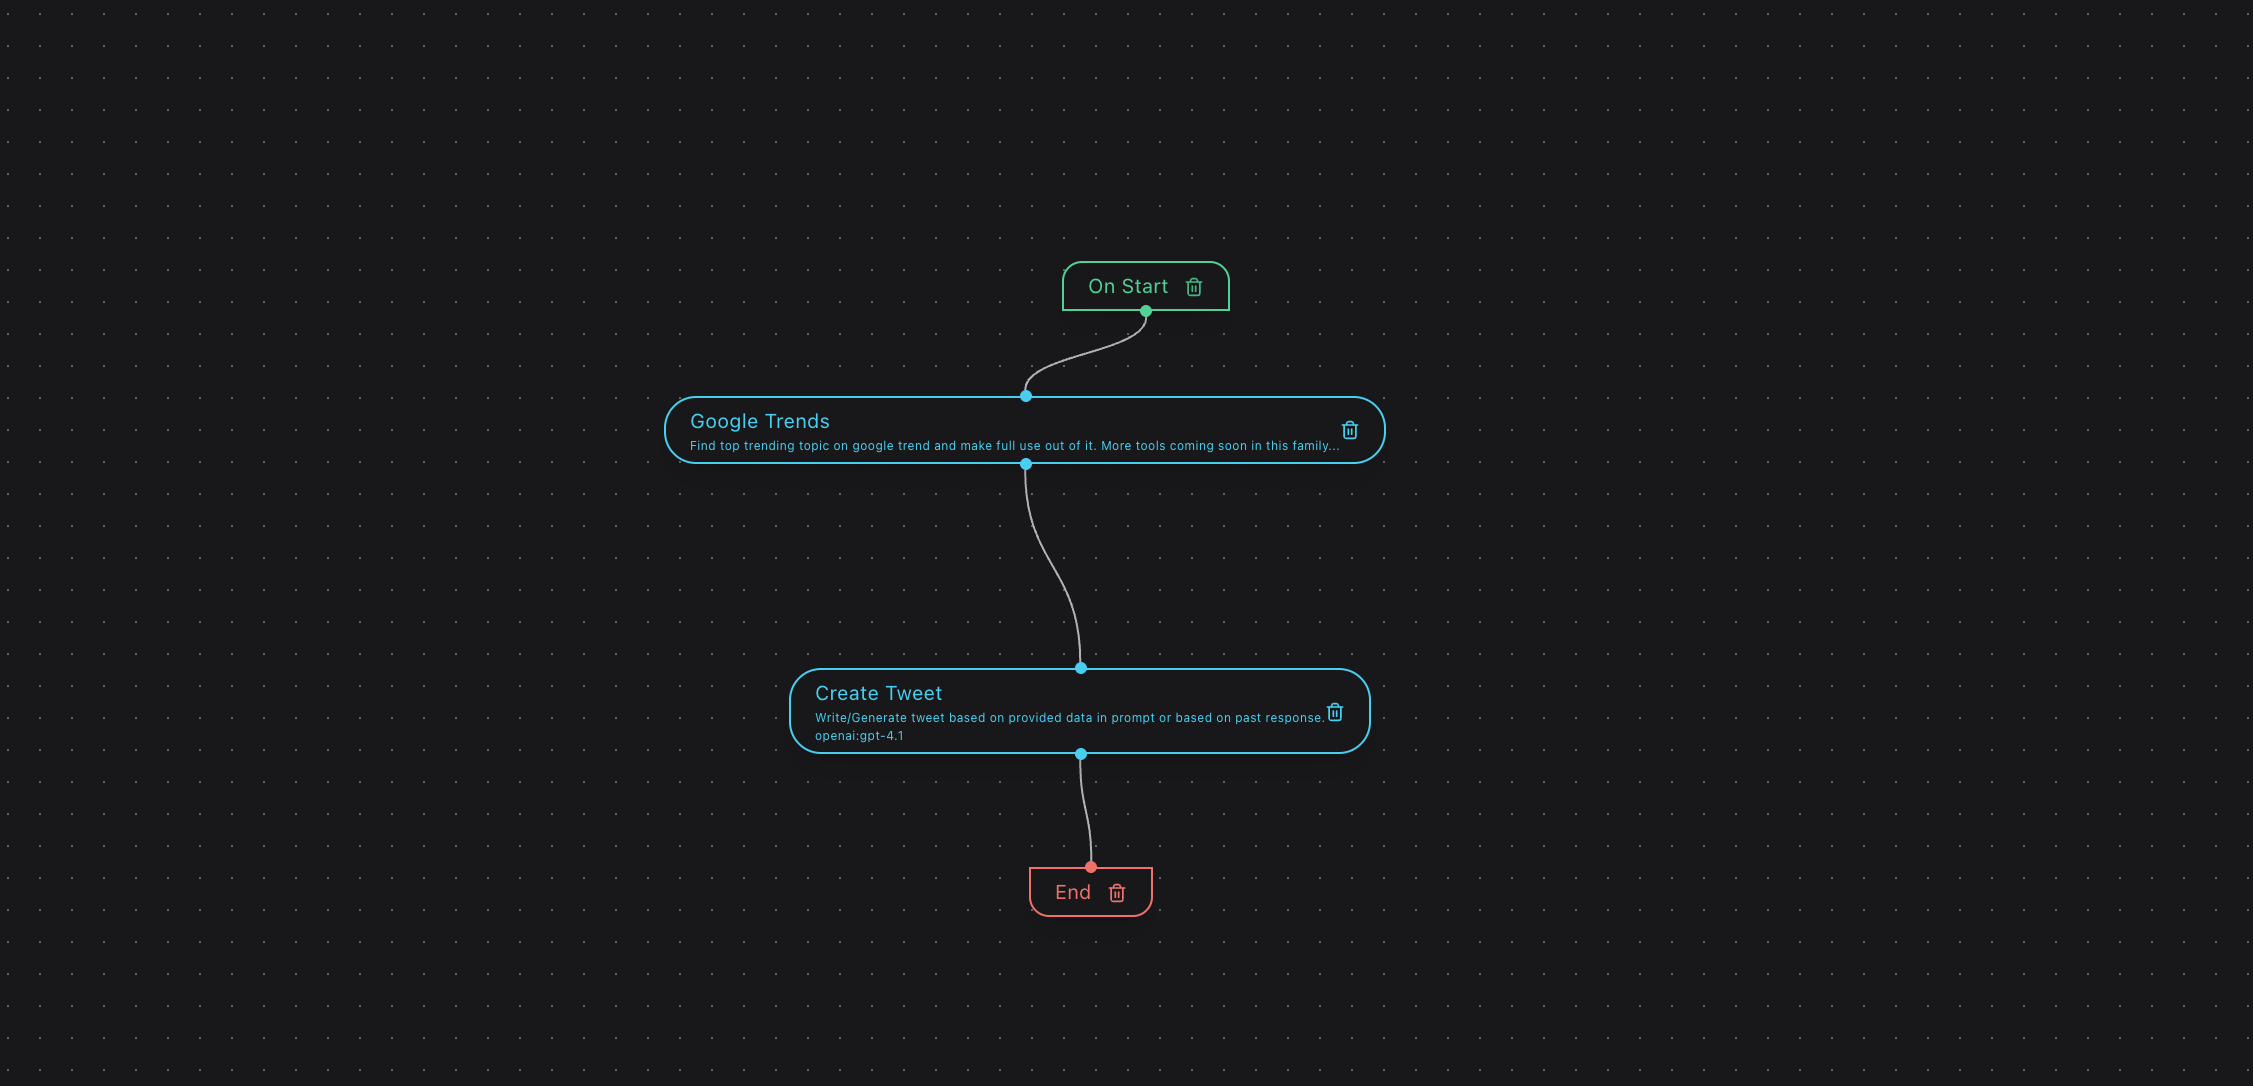 On Start
Google Trends
Find top trending topic on google trend and make full use out of it. More tools coming soon in this family...
Create Tweet
Write/Generate tweet based on provided data in prompt or based on past response.
openai:gpt-4.1
End